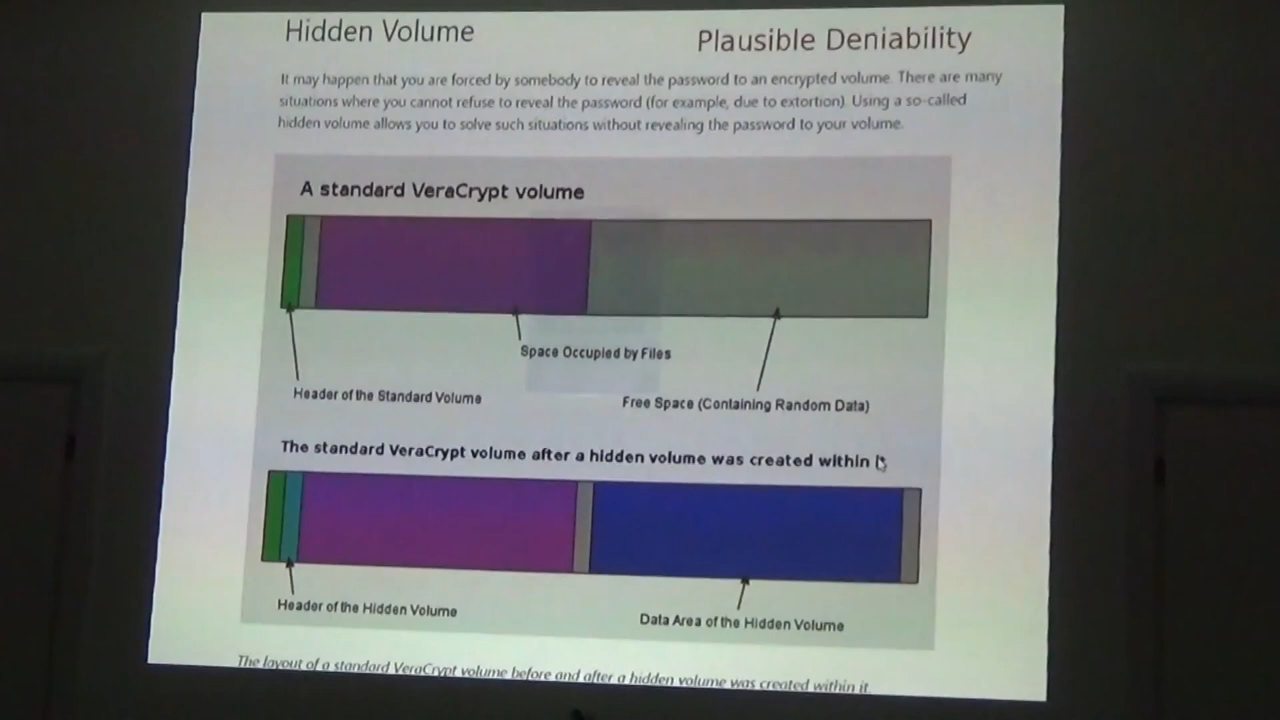 Hidden Volume
Plausible Deniability
It may happen that you are forced by somebody to reveal the password to an encrypted volume. There are many
situations where you cannot refuse to reveal the password (for example, due to extortion). Using a so-called
hidden volume allows you to solve such situations without revealing the password to your volume.
A standard VeraCrypt volume
Space Occupied by Files
Header of the Standard Volume
Free Space (Containing Random Data)
The standard VeraCrypt volume after a hidden volume was created within it
Header of the Hidden Volume
Data Area of the Hidden Volume
The layout of a standard VeraCrypt volume before and after a hidden volume was created within it.